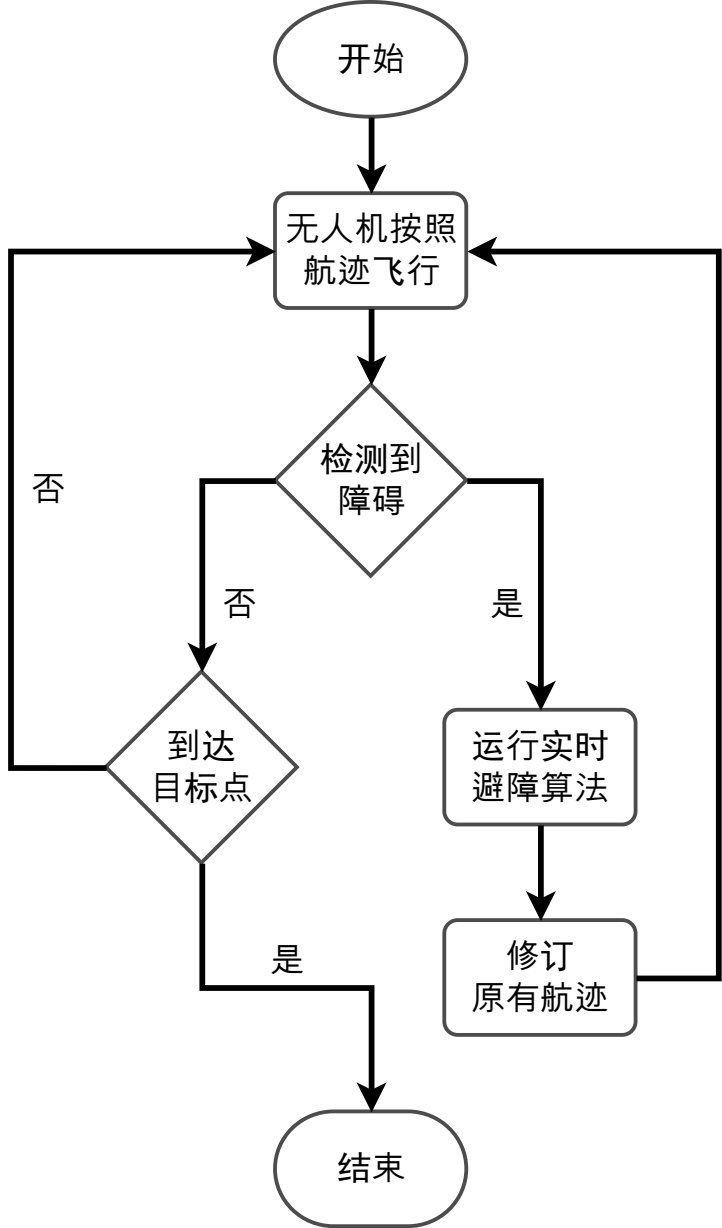 开始
无人机按照
航迹飞行
检测到
障碍
否
否
是
到达
目标点
运行实时
避障算法
是
修订
原有航迹
结束